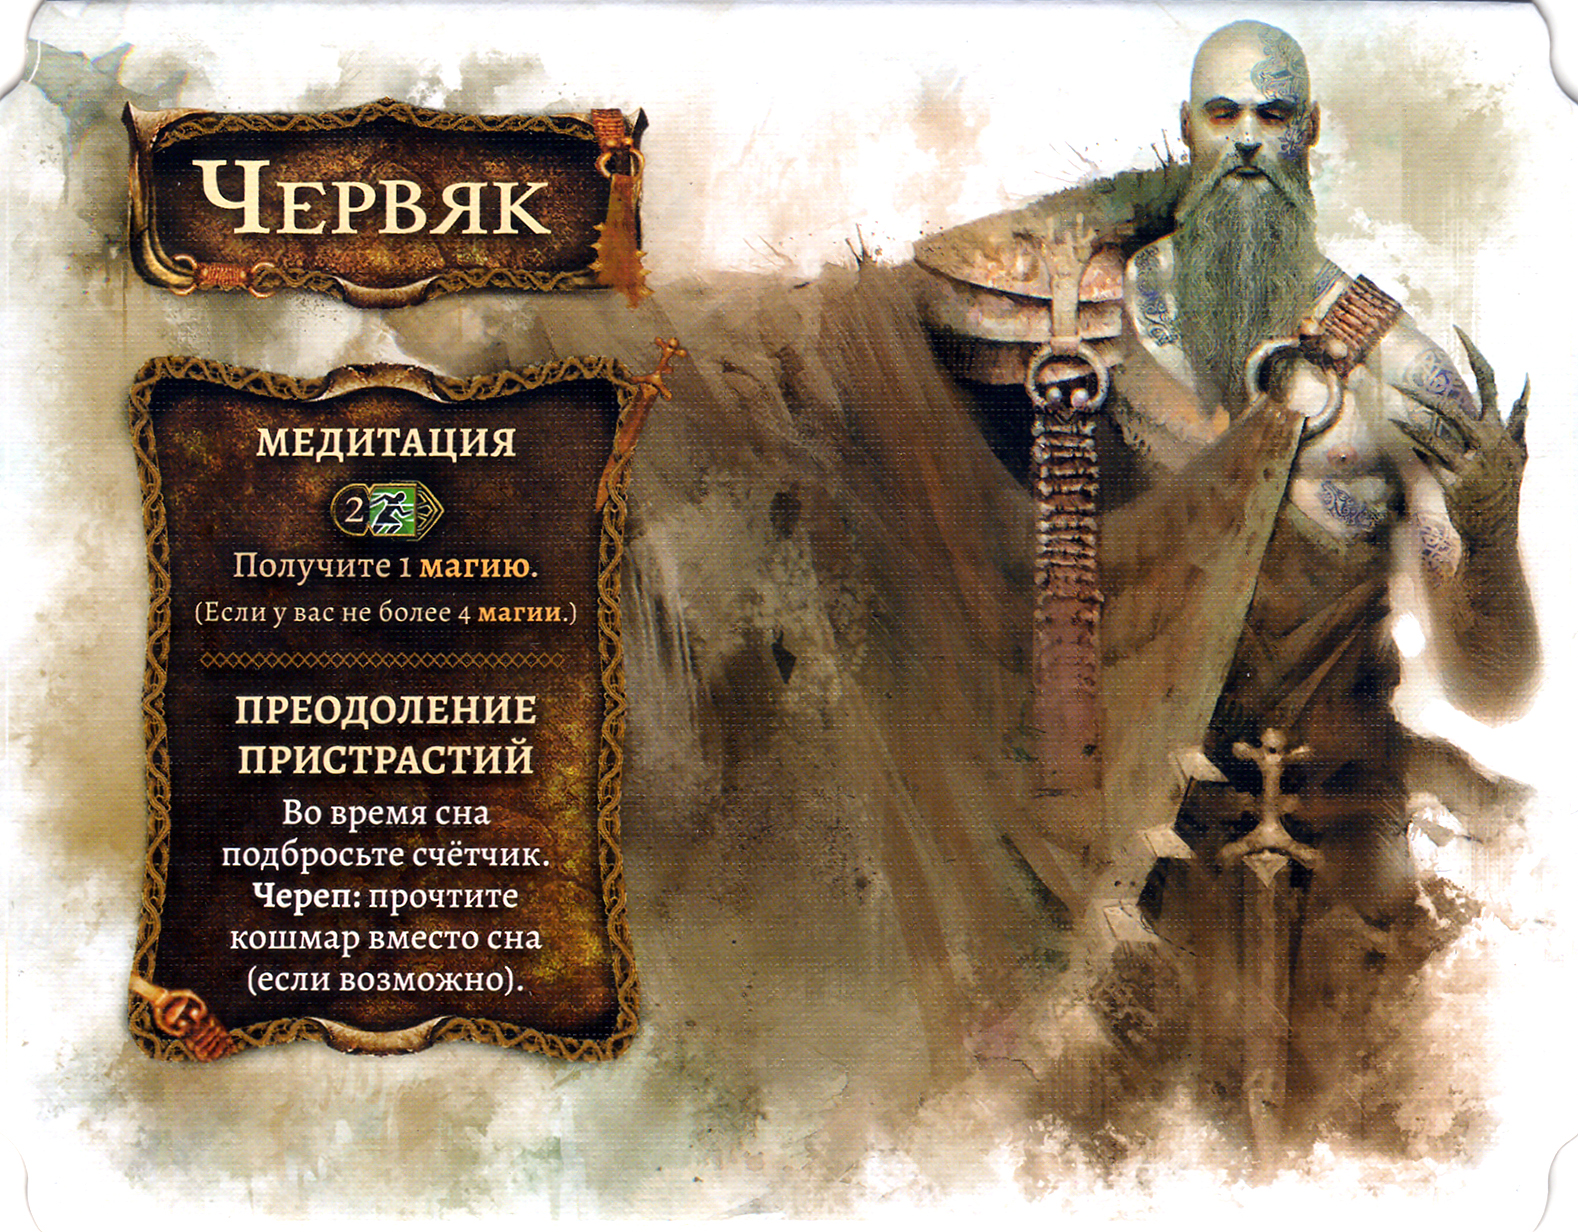 Червяк
МЕДИТАЦИЯ
2
Получите 1 магию.
(Если у вас не более 4 магии.)
ПРЕОДОЛЕНИЕ
ПРИСТРАСТИЙ
Во время сна
подбросьте счётчик.
Череп: прочтите
кошмар вместо сна
(если возможно).